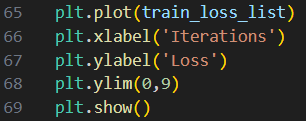 65 plt.plot(train_loss_list)
66 plt.xlabel('Iterations')
67 plt.ylabel('Loss')
68 plt.ylim(0,9)
69 plt.show()